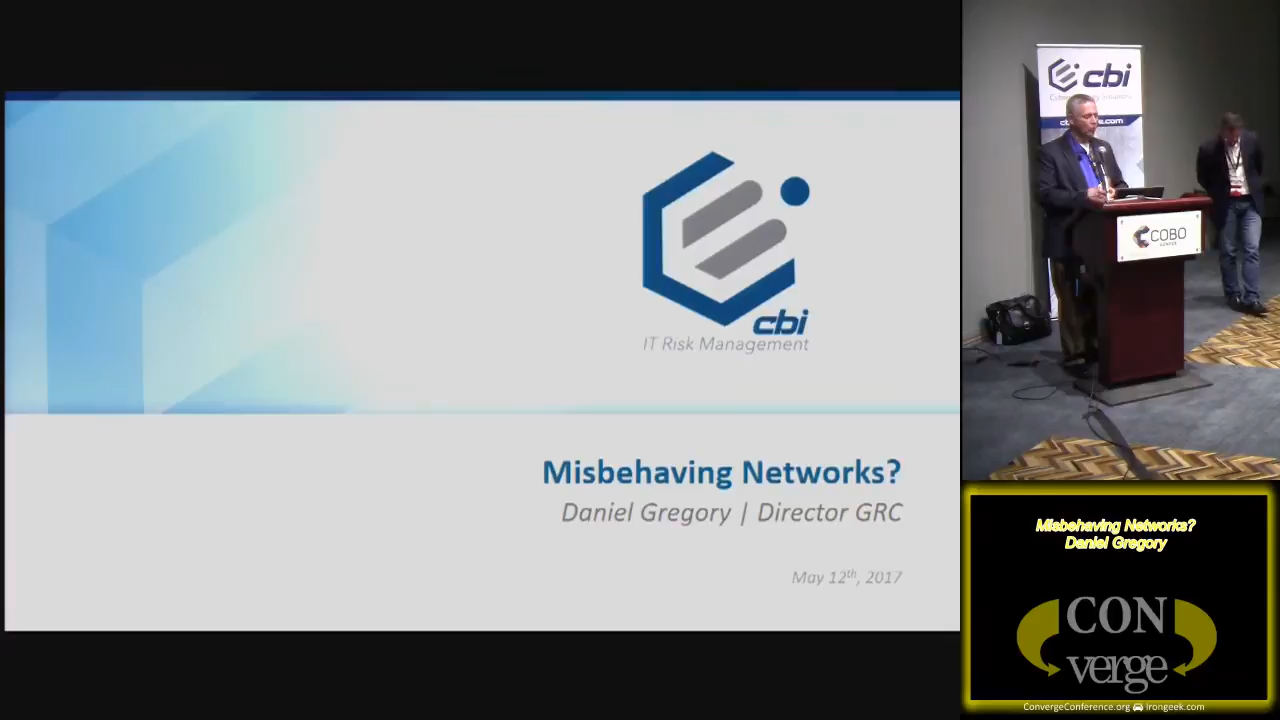 cbi
IT Risk Management
Misbehaving Networks?
Daniel Gregory | Director GRC
May 12th, 2017
cbi
COBO
CENTER
Misbehaving Networks?
Daniel Gregory
CON
verge
ConvergeConference.org Irongeek.com